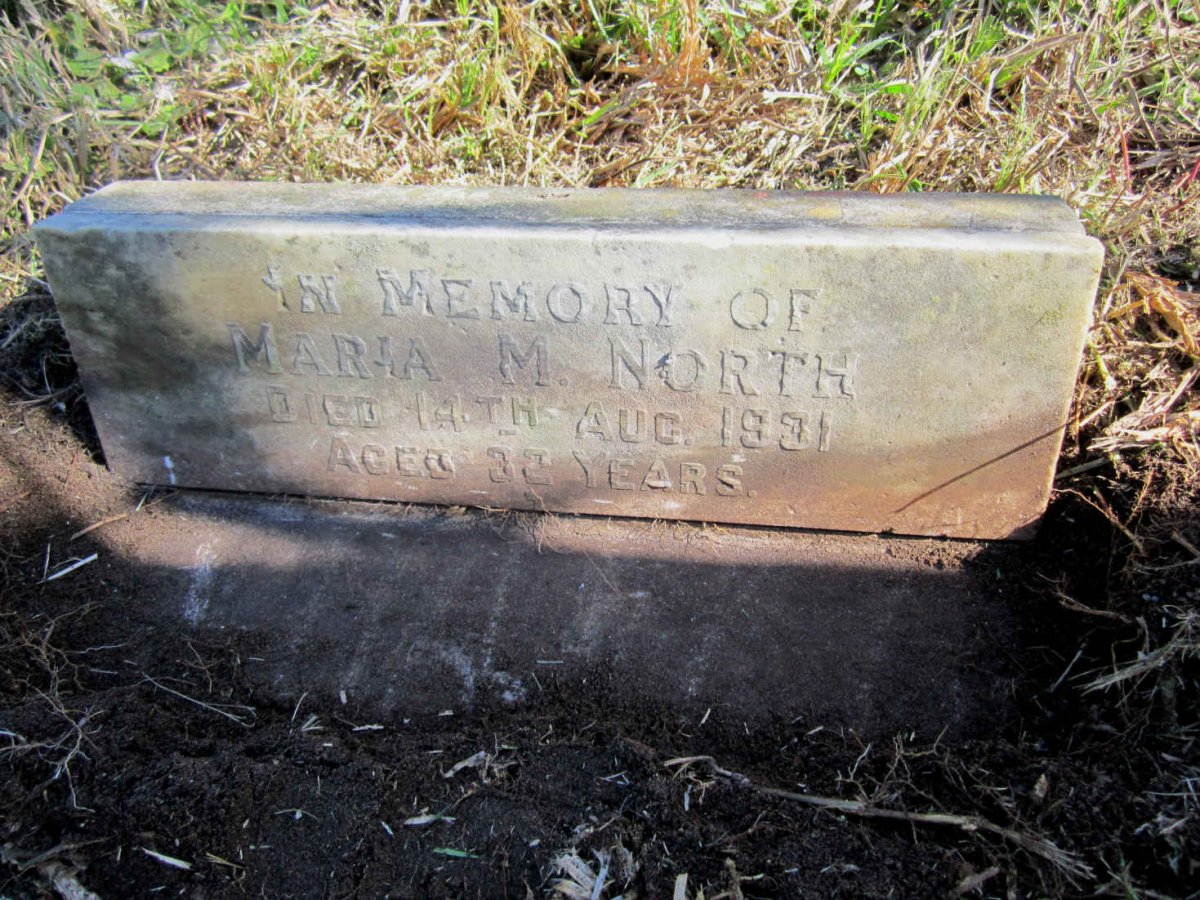 IN MEMORY OF
MARIA M. NORTH
DIED 14TH AUG. 1931
AGED 32 YEARS.